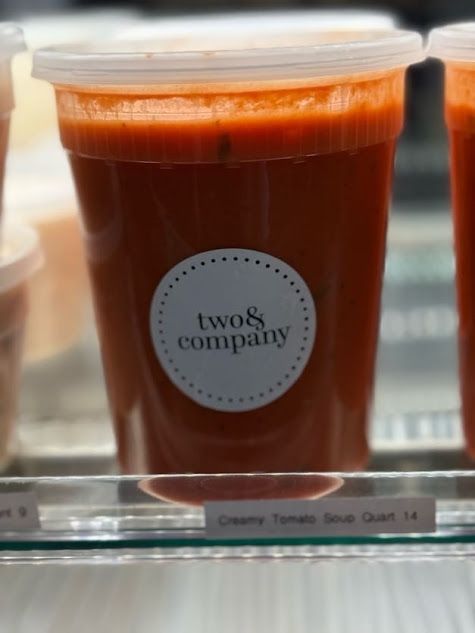 two&
company
nt 9
Creamy Tomato Soup Quart 14